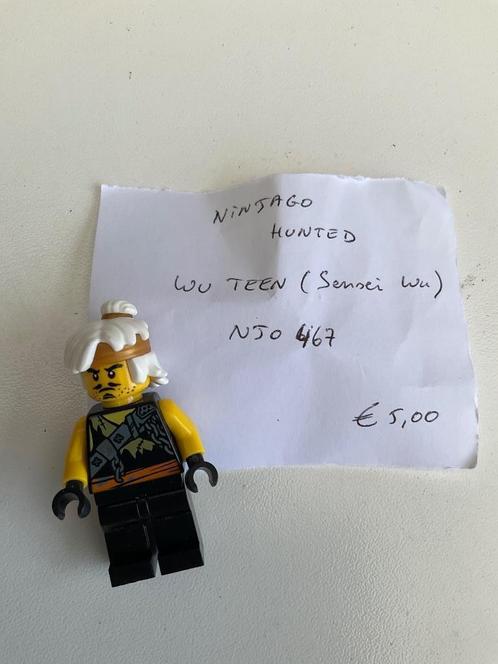 NINJAGO
HUNTED
WU TEEN (Sensei Wu)
NJO 467
€ 5,00